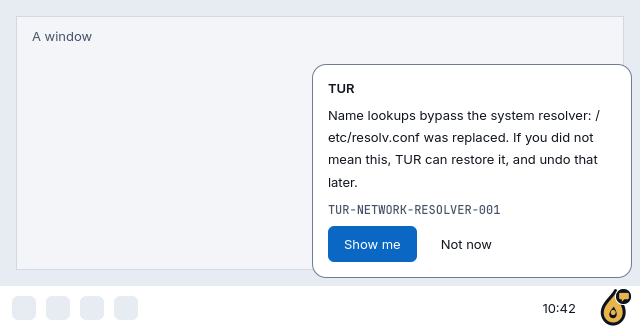 A window
TUR
Name lookups bypass the system resolver: /
etc/resolv.conf was replaced. If you did not
mean this, TUR can restore it, and undo that
later.
TUR-NETWORK-RESOLVER-001
Show me
Not now
10:42